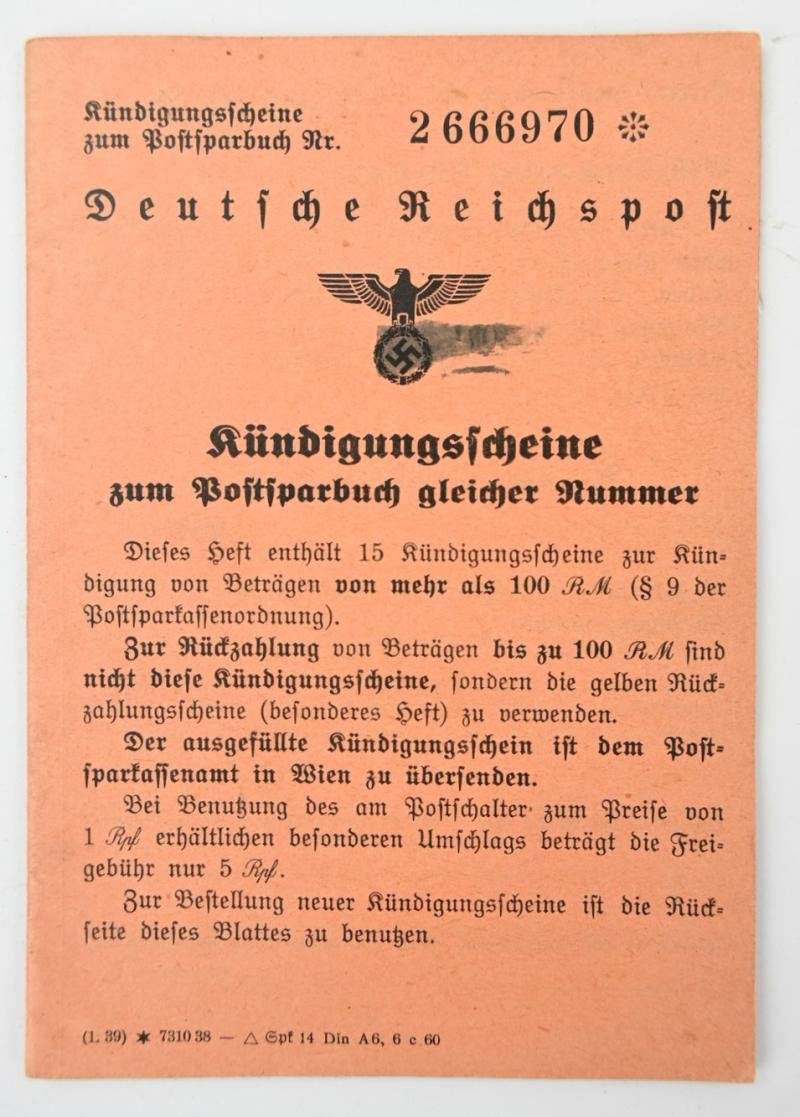 Kündigungsscheine
zum Postsparbuch Nr. 2 666970 ✻
Deutsche Reichspost
Kündigungsscheine
zum Postsparbuch gleicher Nummer
Dieses Heft enthält 15 Kündigungsscheine zur Kün-
digung von Beträgen von mehr als 100 RM (§ 9 der
Postsparkassenordnung).
Zur Rückzahlung von Beträgen bis zu 100 RM sind
nicht diese Kündigungsscheine, sondern die gelben Rück-
zahlungsscheine (besonderes Heft) zu verwenden.
Der ausgefüllte Kündigungsschein ist dem Post-
sparkassenamt in Wien zu übersenden.
Bei Benutzung des am Postschalter zum Preise von
1 Rpf erhältlichen besonderen Umschlags beträgt die Frei-
gebühr nur 5 Rpf.
Zur Bestellung neuer Kündigungsscheine ist die Rück-
seite dieses Blattes zu benutzen.
(1. 39) ✶ 7310 38 — △ Spf 14 Din A6, 6 c 60